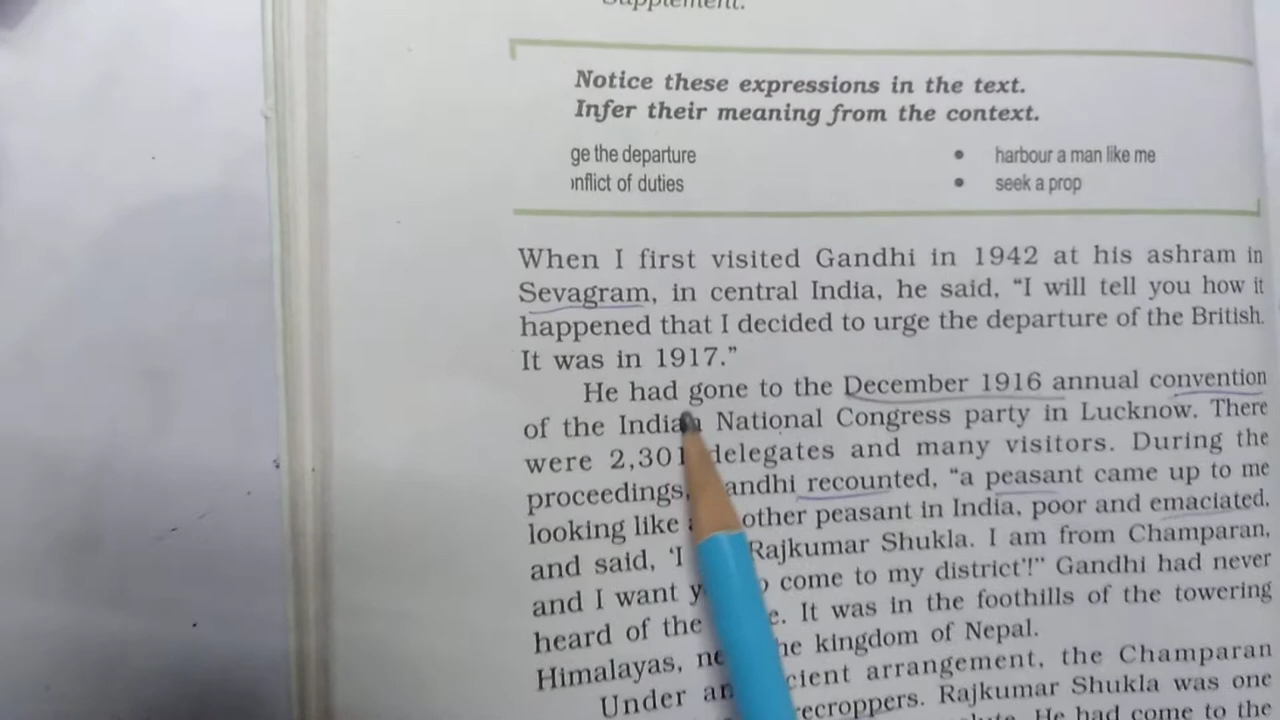 Supplement.
Notice these expressions in the text.
Infer their meaning from the context.
ge the departure
• harbour a man like me
nflict of duties
• seek a prop
When I first visited Gandhi in 1942 at his ashram in
Sevagram, in central India, he said, “I will tell you how it
happened that I decided to urge the departure of the British.
It was in 1917.”
He had gone to the December 1916 annual convention
of the Indian National Congress party in Lucknow. There
were 2,301 delegates and many visitors. During the
proceedings, Gandhi recounted, “a peasant came up to me
looking like other peasant in India, poor and emaciated,
and said, ‘I Rajkumar Shukla. I am from Champaran,
and I want come to my district’!” Gandhi had never
heard of the It was in the foothills of the towering
Himalayas, kingdom of Nepal.
Under arrangement, the Champaran
Rajkumar Shukla was one
He had come to the